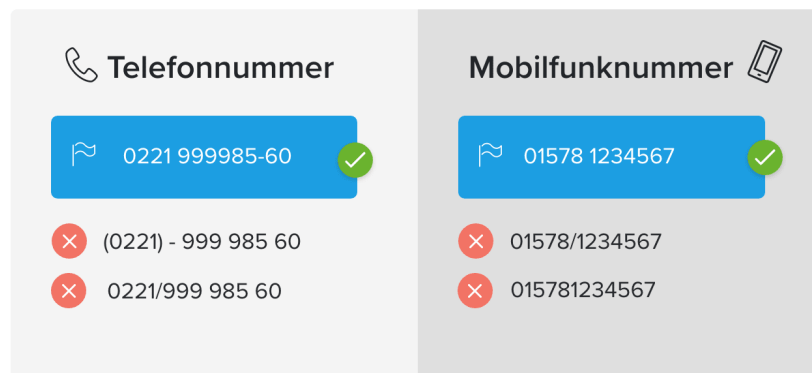 Telefonnummer
0221 999985-60
(0221) - 999 985 60
0221/999 985 60
Mobilfunknummer
01578 1234567
01578/1234567
015781234567